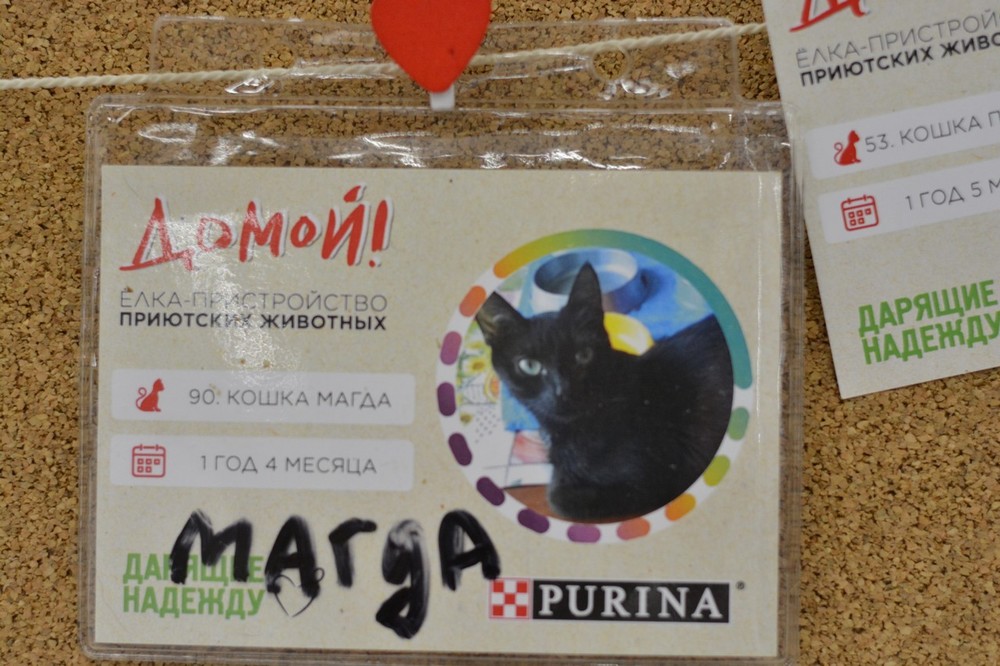 Домой!
ЁЛКА-ПРИСТРОЙСТВО
ПРИЮТСКИХ ЖИВОТНЫХ
90. КОШКА МАГДА
1 ГОД 4 МЕСЯЦА
МАГДА
ДАРЯЩИЕ
НАДЕЖДУ
PURINA
ЁЛКА-ПРИСТРОЙ
ПРИЮТСКИХ ЖИВО
53. КОШКА П
1 ГОД 5 М
ДАРЯЩИЕ
НАДЕЖДУ